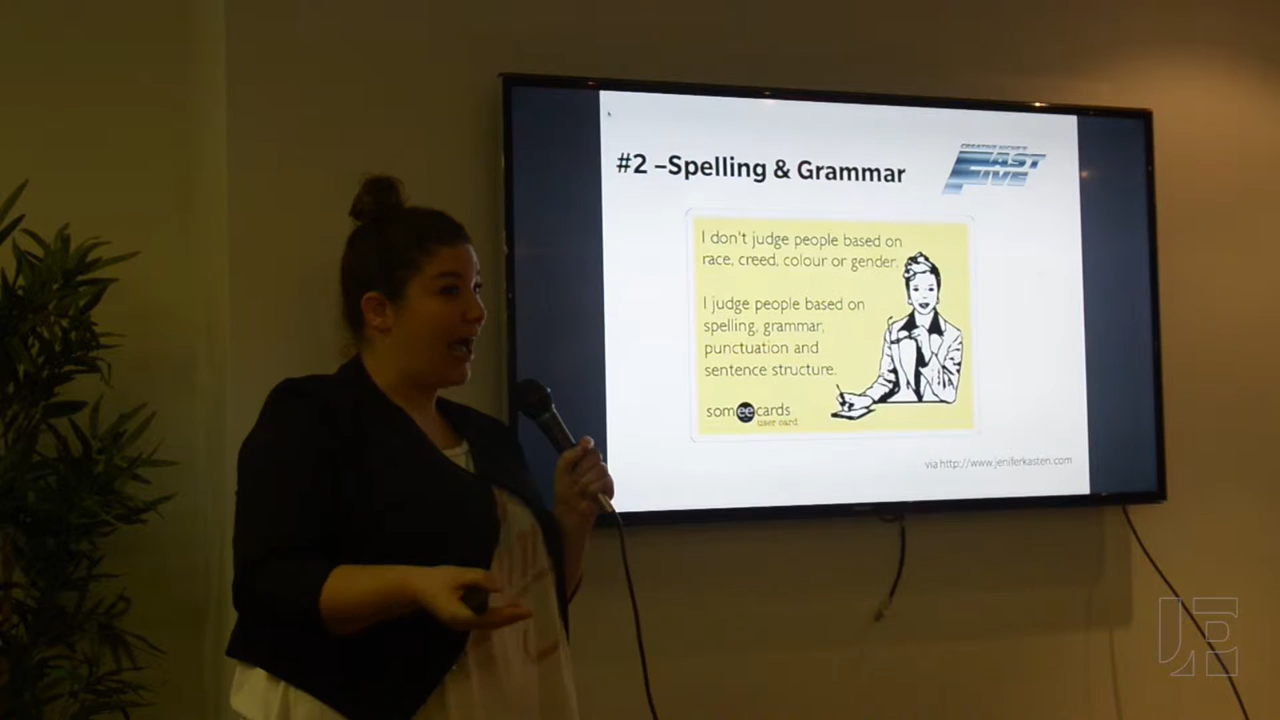 #2 –Spelling & Grammar
CREATIVE NICHE'S
FAST
FIVE
I don't judge people based on
race, creed, colour or gender.
I judge people based on
spelling, grammar,
punctuation and
sentence structure.
someecards
user card
via http://www.jeniferkasten.com